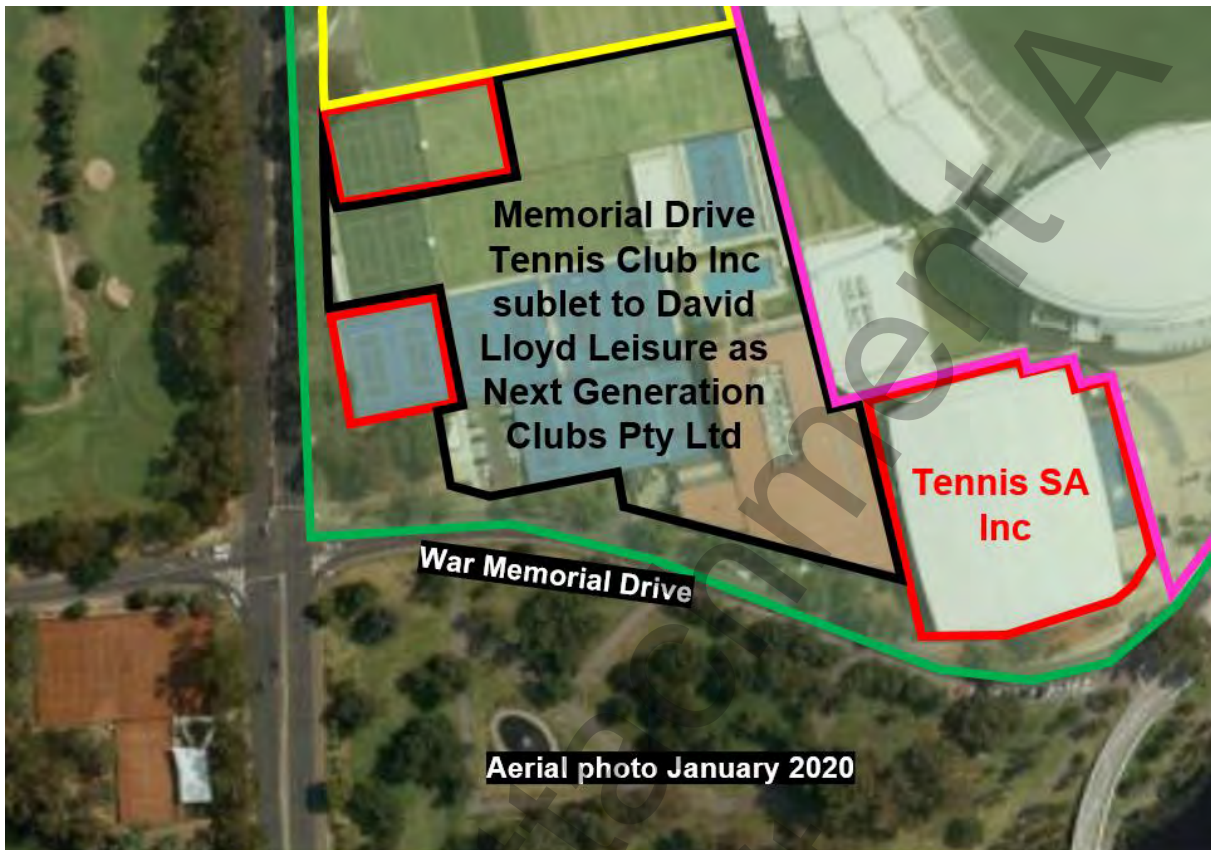 Memorial Drive
Tennis Club Inc
sublet to David
Lloyd Leisure as
Next Generation
Clubs Pty Ltd
Tennis SA
Inc
War Memorial Drive
Aerial photo January 2020